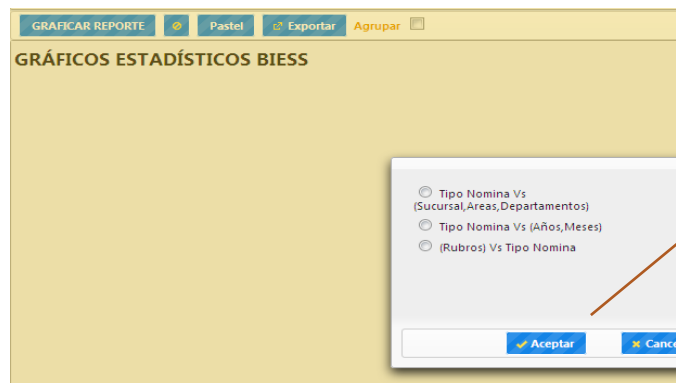 GRAFICAR REPORTE Pastel Exportar Agrupar
GRÁFICOS ESTADÍSTICOS BIESS
Tipo Nomina Vs
(Sucursal,Areas,Departamentos)
Tipo Nomina Vs (Años,Meses)
(Rubros) Vs Tipo Nomina
Aceptar